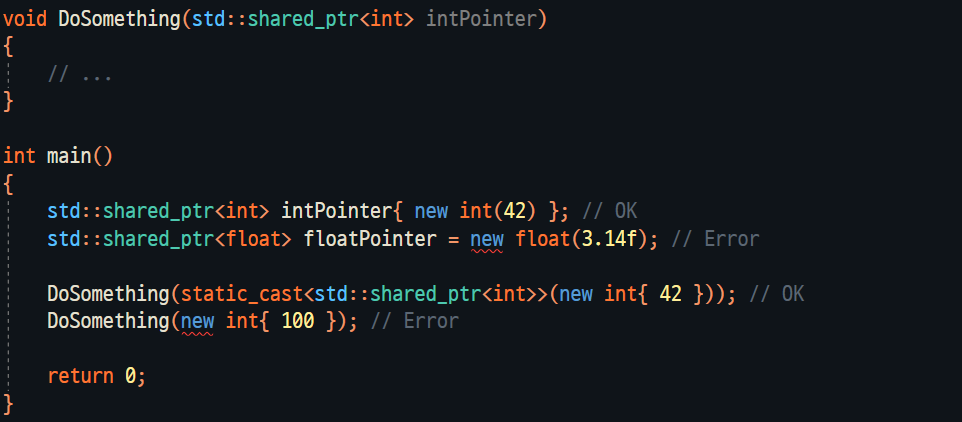 void DoSomething(std::shared_ptr<int> intPointer)
{
    // ...
}

int main()
{
    std::shared_ptr<int> intPointer{ new int(42) }; // OK
    std::shared_ptr<float> floatPointer = new float(3.14f); // Error

    DoSomething(static_cast<std::shared_ptr<int>>(new int{ 42 })); // OK
    DoSomething(new int{ 100 }); // Error

    return 0;
}